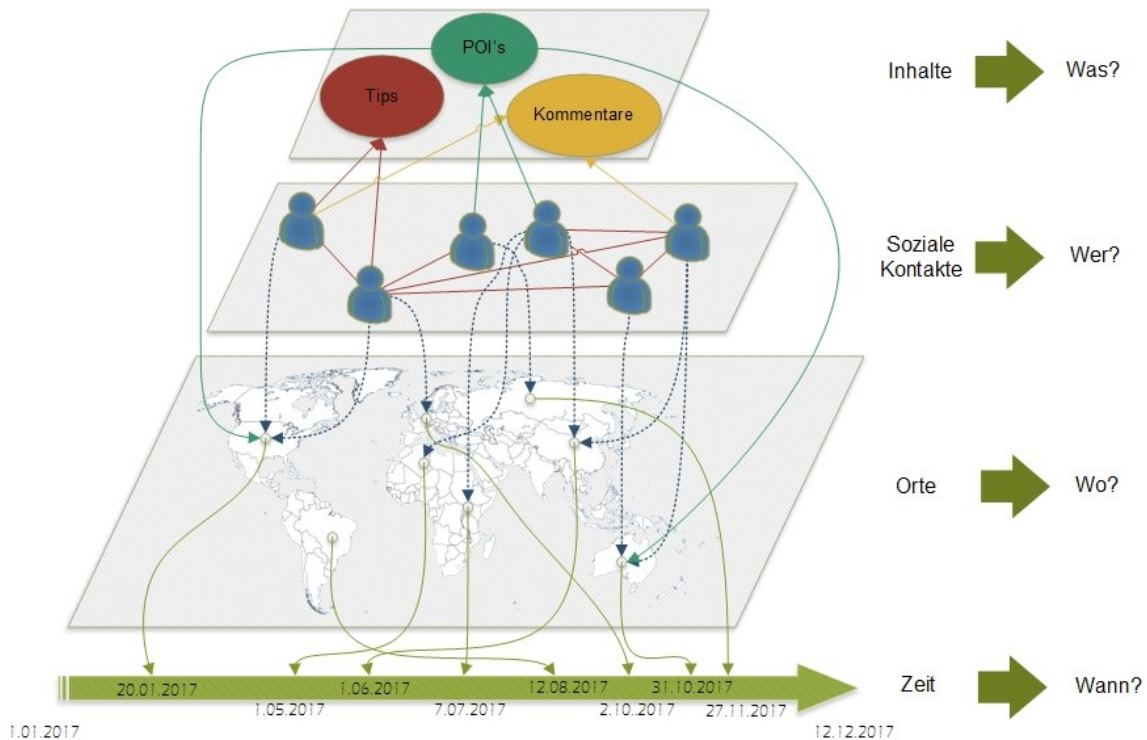 POI's
Tips
Kommentare
Inhalte
Was?
Soziale
Kontakte
Wer?
Orte
Wo?
Zeit
Wann?
20.01.2017
1.06.2017
12.08.2017
31.10.2017
1.05.2017
7.07.2017
2.10.2017
27.11.2017
1.01.2017
12.12.2017